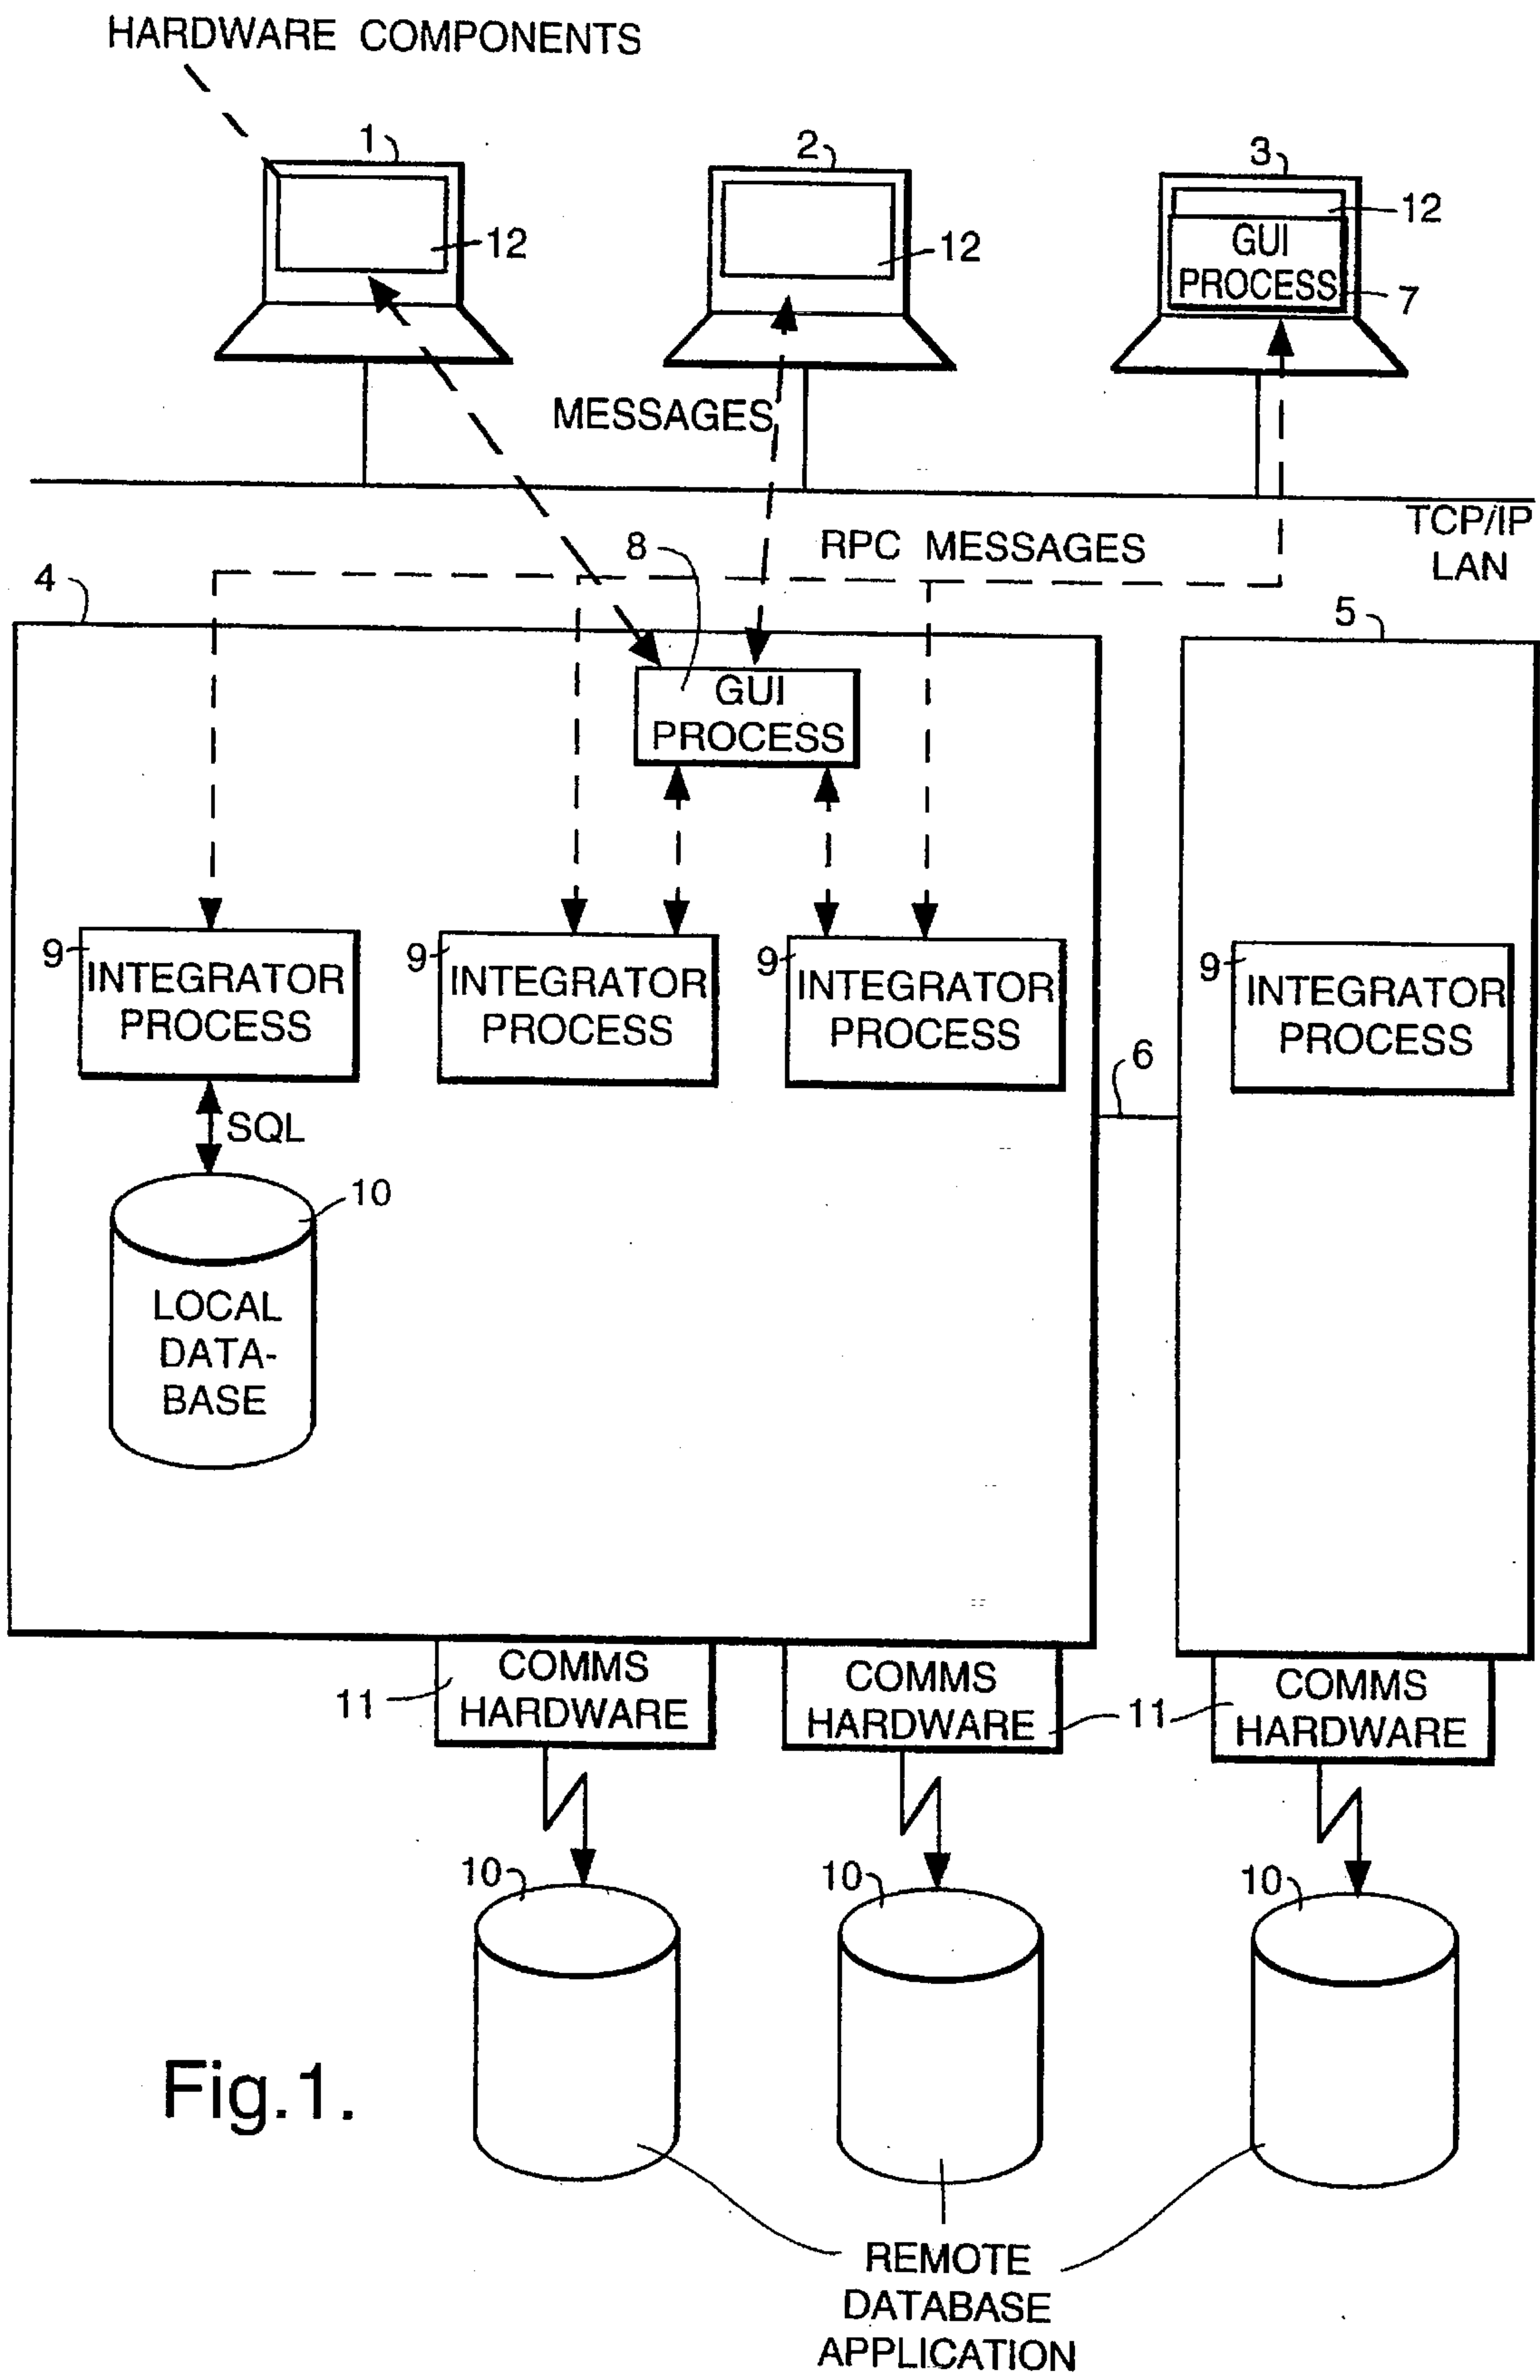 HARDWARE COMPONENTS
1
2
3
12
12
12
GUI
PROCESS
7
MESSAGES
TCP/IP
LAN
RPC MESSAGES
8
4
5
GUI
PROCESS
9
INTEGRATOR
PROCESS
9
INTEGRATOR
PROCESS
9
INTEGRATOR
PROCESS
9
INTEGRATOR
PROCESS
6
SQL
10
LOCAL
DATA-
BASE
COMMS
HARDWARE
11
COMMS
HARDWARE
11
COMMS
HARDWARE
10
10
10
Fig.1.
REMOTE
DATABASE
APPLICATION